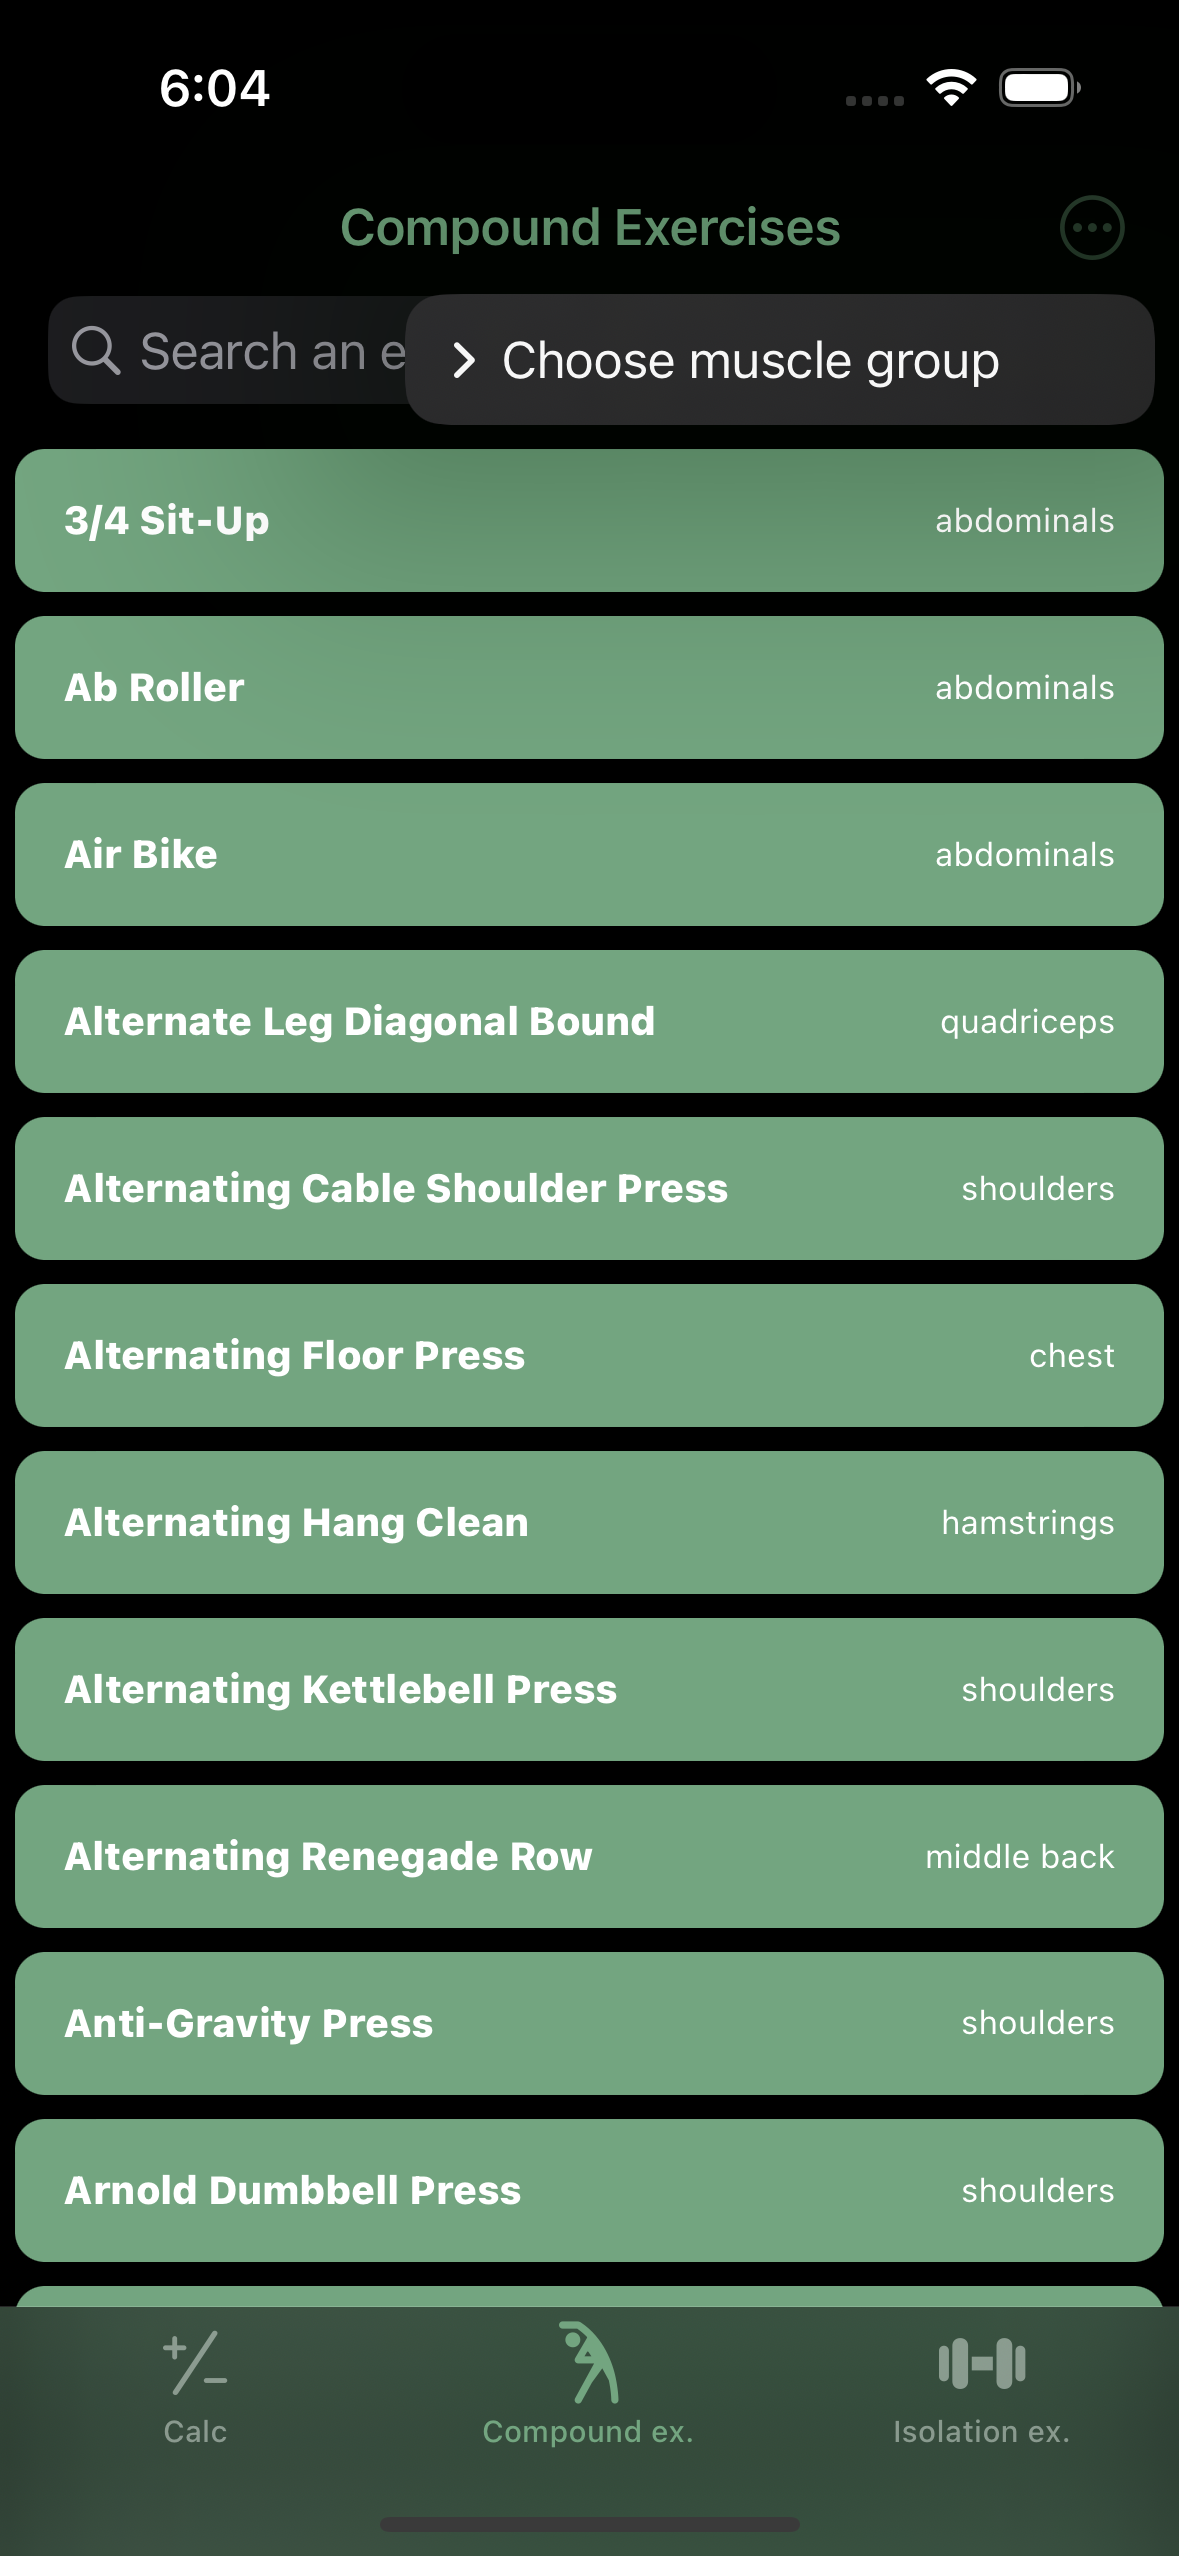 6:04
Compound Exercises
Search an e
Choose muscle group
3/4 Sit-Up abdominals
Ab Roller abdominals
Air Bike abdominals
Alternate Leg Diagonal Bound quadriceps
Alternating Cable Shoulder Press shoulders
Alternating Floor Press chest
Alternating Hang Clean hamstrings
Alternating Kettlebell Press shoulders
Alternating Renegade Row middle back
Anti-Gravity Press shoulders
Arnold Dumbbell Press shoulders
Calc Compound ex. Isolation ex.